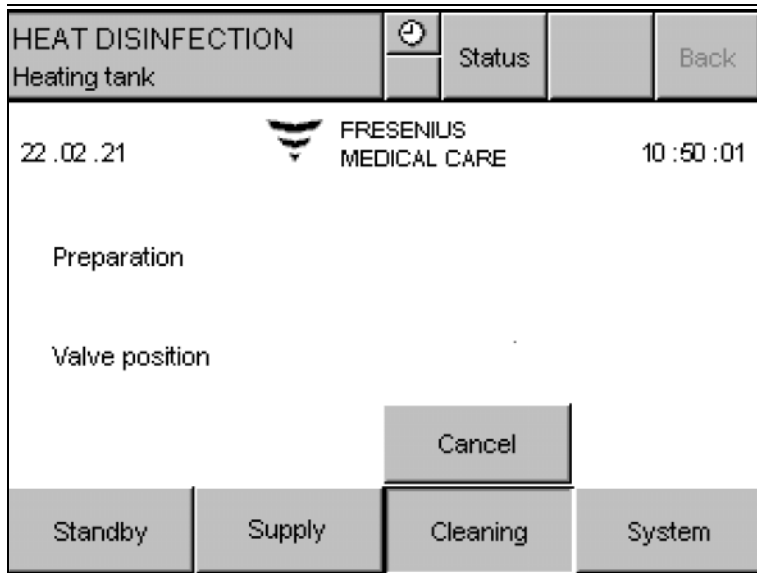 HEAT DISINFECTION
Heating tank
Status
Back
22.02.21
FRESENIUS
MEDICAL CARE
10:50:01
Preparation
Valve position
Cancel
Standby
Supply
Cleaning
System